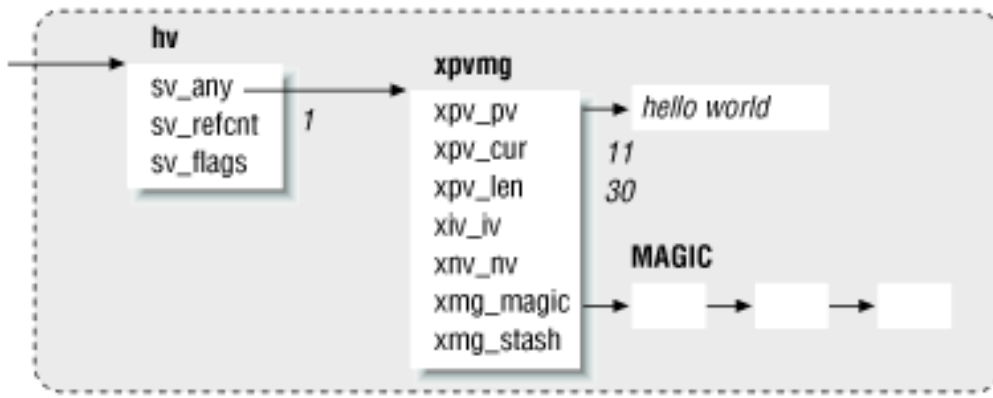 hv
sv_any
sv_refcnt 1
sv_flags
xpvmg
xpv_pv hello world
xpv_cur 11
xpv_len 30
xiv_iv
xnv_nv
MAGIC
xmg_magic
xmg_stash